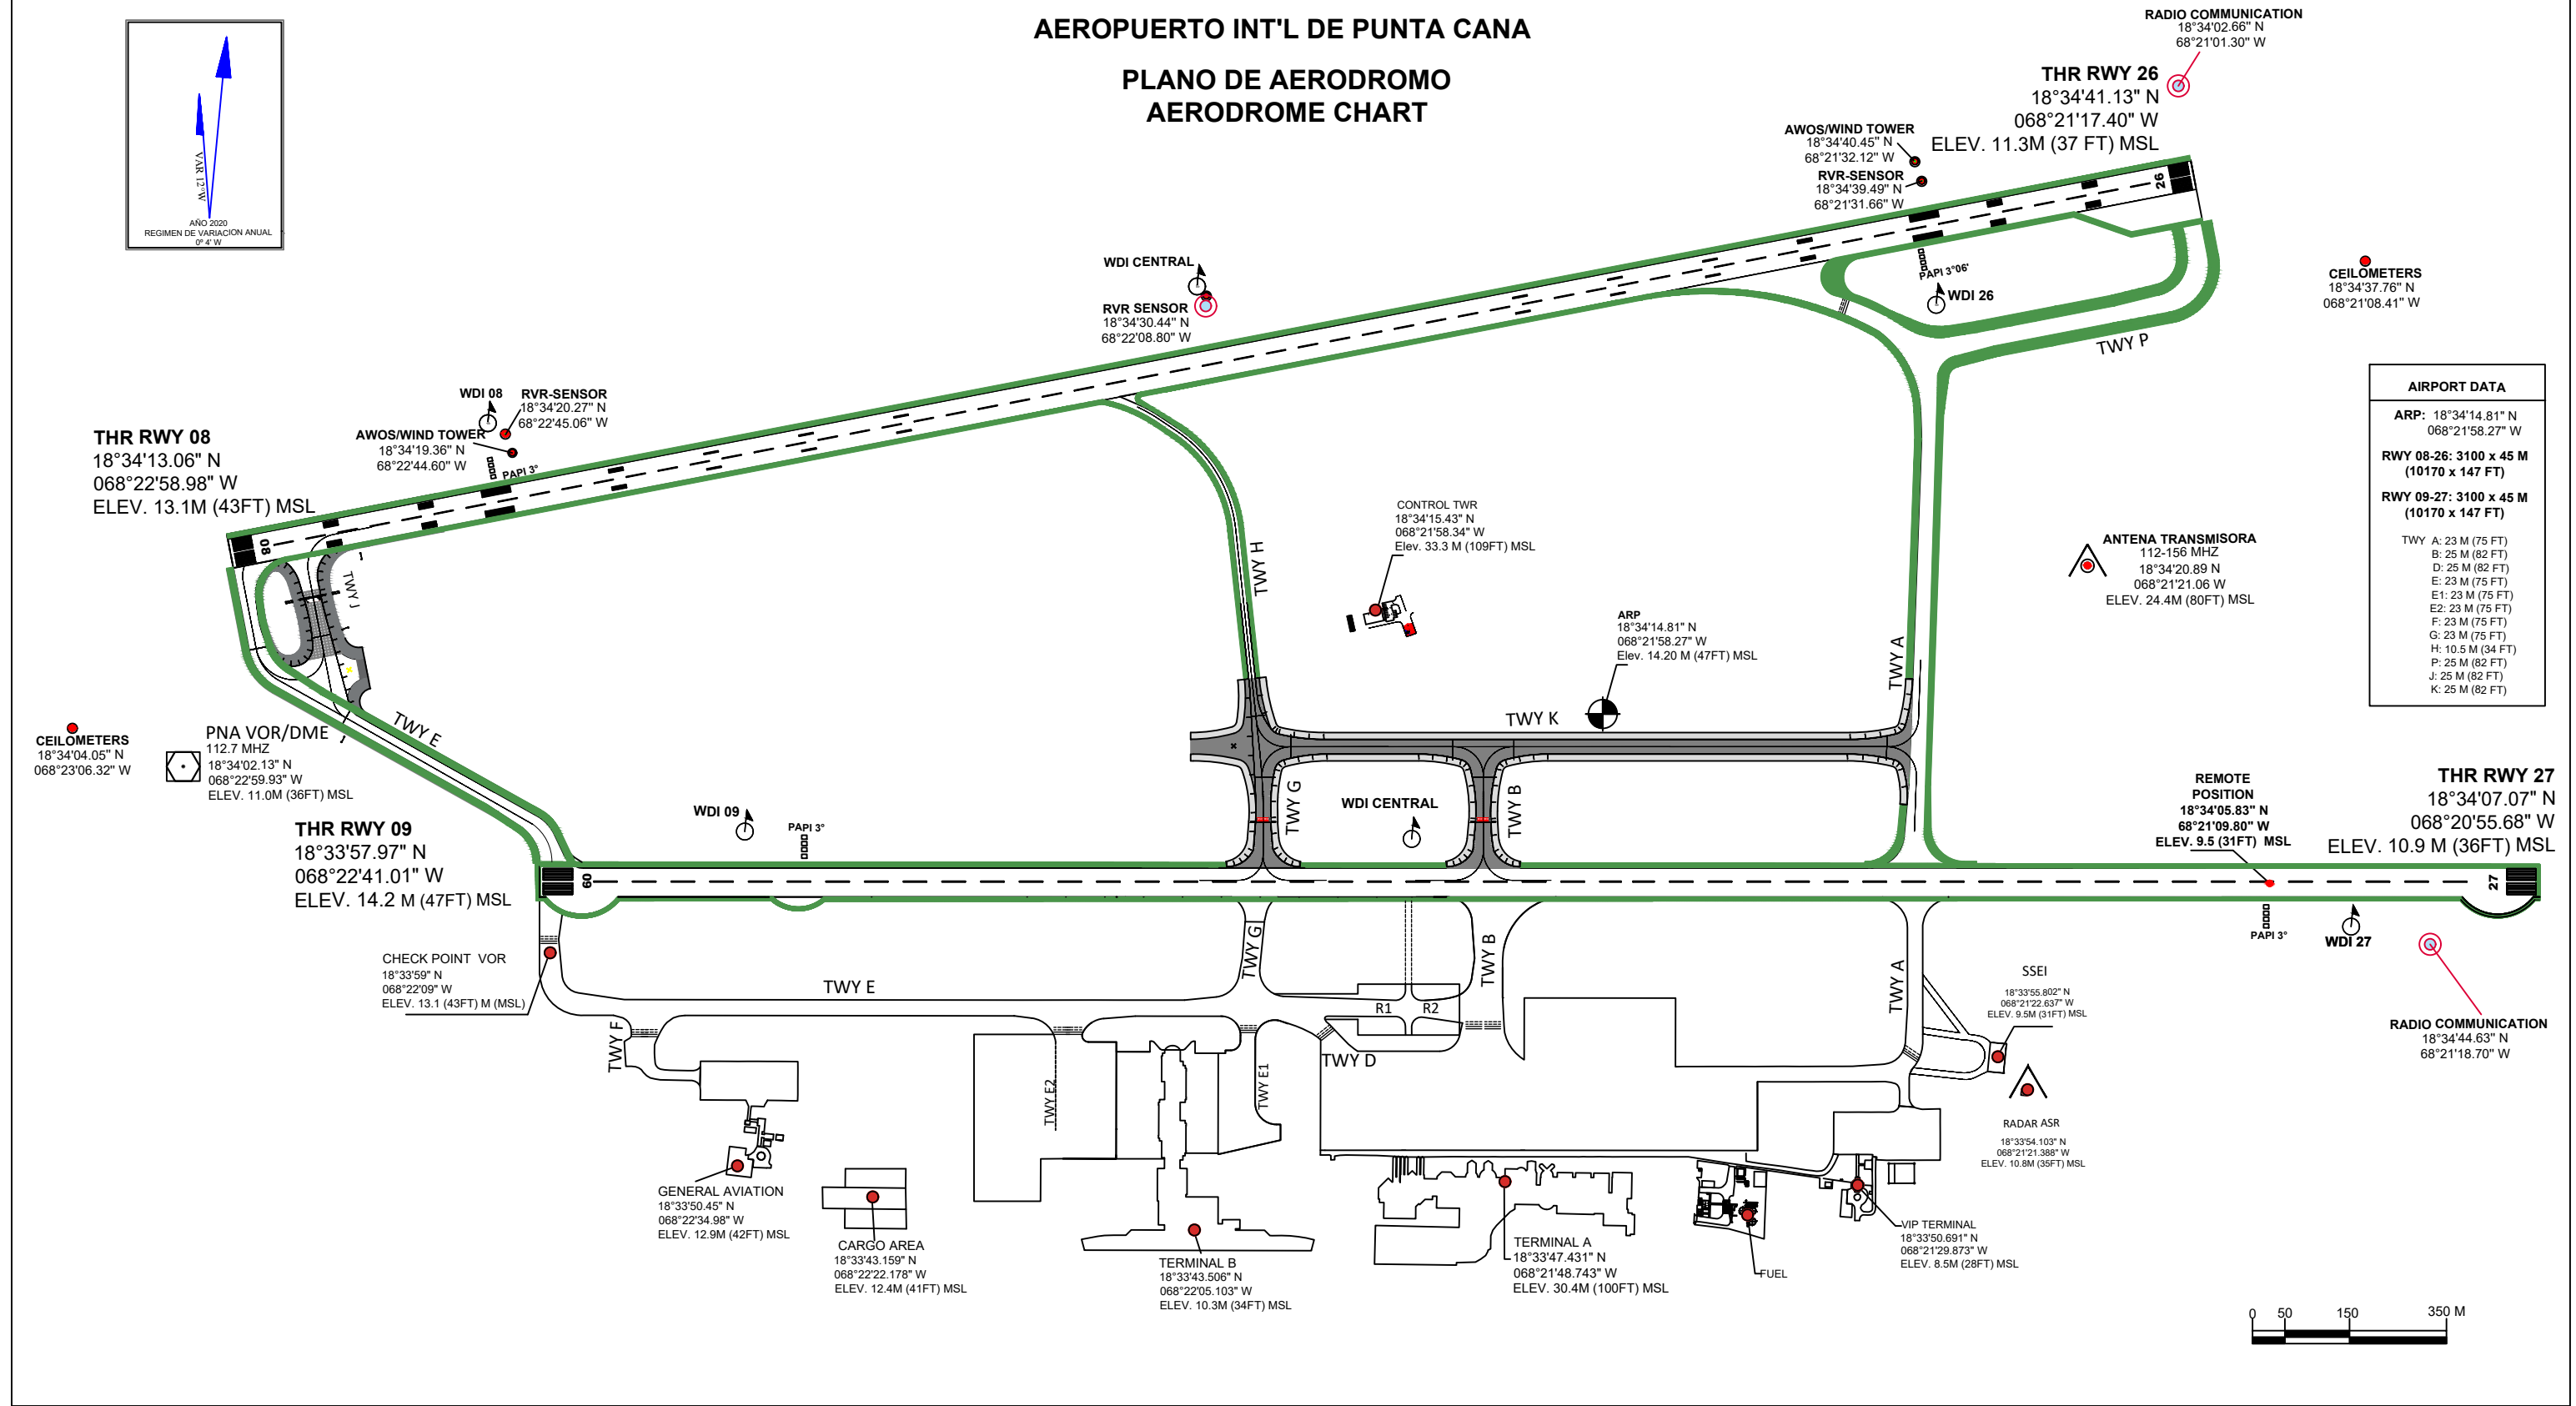 AEROPUERTO INT'L DE PUNTA CANA
PLANO DE AERODROMO
AERODROME CHART
VAR 12°W
AÑO 2020
REGIMEN DE VARIACION ANUAL
0° 4' W
RADIO COMMUNICATION
18°34'02.66" N
68°21'01.30" W
THR RWY 26
18°34'41.13" N
068°21'17.40" W
ELEV. 11.3M (37 FT) MSL
AWOS/WIND TOWER
18°34'40.45" N
68°21'32.12" W
RVR-SENSOR
18°34'39.49" N
68°21'31.66" W
26
PAPI 3°06'
WDI 26
CEILOMETERS
18°34'37.76" N
068°21'08.41" W
TWY P
WDI CENTRAL
RVR SENSOR
18°34'30.44" N
68°22'08.80" W
WDI 08
RVR-SENSOR
18°34'20.27" N
68°22'45.06" W
AWOS/WIND TOWER
18°34'19.36" N
68°22'44.60" W
PAPI 3°
THR RWY 08
18°34'13.06" N
068°22'58.98" W
ELEV. 13.1M (43FT) MSL
08
TWY J
TWY H
CONTROL TWR
18°34'15.43" N
068°21'58.34" W
Elev. 33.3 M (109FT) MSL
ARP
18°34'14.81" N
068°21'58.27" W
Elev. 14.20 M (47FT) MSL
TWY A
ANTENA TRANSMISORA
112-156 MHZ
18°34'20.89 N
068°21'21.06 W
ELEV. 24.4M (80FT) MSL
AIRPORT DATA
ARP: 18°34'14.81" N
068°21'58.27" W
RWY 08-26: 3100 x 45 M
(10170 x 147 FT)
RWY 09-27: 3100 x 45 M
(10170 x 147 FT)
TWY A: 23 M (75 FT)
B: 25 M (82 FT)
D: 25 M (82 FT)
E: 23 M (75 FT)
E1: 23 M (75 FT)
E2: 23 M (75 FT)
F: 23 M (75 FT)
G: 23 M (75 FT)
H: 10.5 M (34 FT)
P: 25 M (82 FT)
J: 25 M (82 FT)
K: 25 M (82 FT)
TWY K
TWY E
CEILOMETERS
18°34'04.05" N
068°23'06.32" W
PNA VOR/DME
112.7 MHZ
18°34'02.13" N
068°22'59.93" W
ELEV. 11.0M (36FT) MSL
THR RWY 09
18°33'57.97" N
068°22'41.01" W
ELEV. 14.2 M (47FT) MSL
WDI 09
PAPI 3°
TWY G
WDI CENTRAL
TWY B
REMOTE
POSITION
18°34'05.83" N
68°21'09.80" W
ELEV. 9.5 (31FT) MSL
THR RWY 27
18°34'07.07" N
068°20'55.68" W
ELEV. 10.9 M (36FT) MSL
09
27
PAPI 3°
WDI 27
CHECK POINT VOR
18°33'59" N
068°22'09" W
ELEV. 13.1 (43FT) M (MSL)
TWY E
TWY G
TWY B
TWY A
R1 R2
SSEI
18°33'55.802" N
068°21'22.637" W
ELEV. 9.5M (31FT) MSL
RADIO COMMUNICATION
18°34'44.63" N
68°21'18.70" W
TWY F
TWY E2
TWY E1
TWY D
RADAR ASR
18°33'54.103" N
068°21'21.388" W
ELEV. 10.8M (35FT) MSL
GENERAL AVIATION
18°33'50.45" N
068°22'34.98" W
ELEV. 12.9M (42FT) MSL
CARGO AREA
18°33'43.159" N
068°22'22.178" W
ELEV. 12.4M (41FT) MSL
TERMINAL B
18°33'43.506" N
068°22'05.103" W
ELEV. 10.3M (34FT) MSL
TERMINAL A
18°33'47.431" N
068°21'48.743" W
ELEV. 30.4M (100FT) MSL
FUEL
VIP TERMINAL
18°33'50.691" N
068°21'29.873" W
ELEV. 8.5M (28FT) MSL
0 50 150 350 M